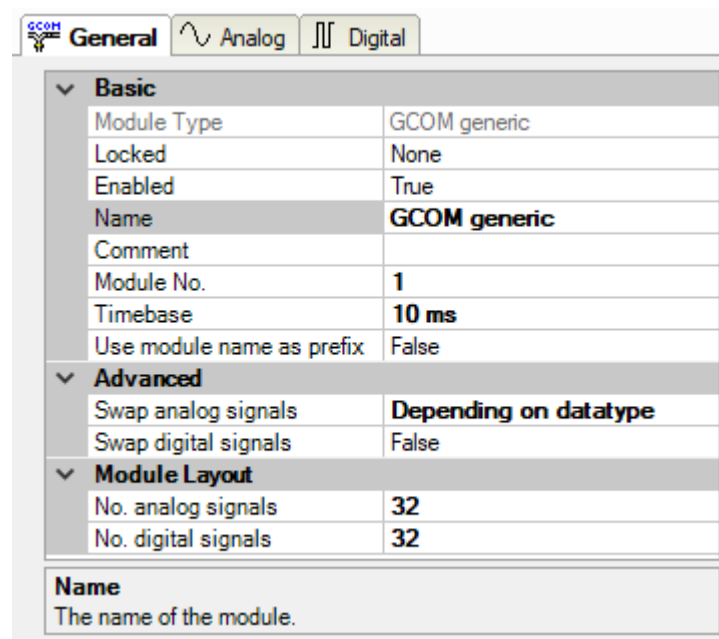 GCOM General Analog Digital
Basic
Module Type GCOM generic
Locked None
Enabled True
Name GCOM generic
Comment
Module No. 1
Timebase 10 ms
Use module name as prefix False
Advanced
Swap analog signals Depending on datatype
Swap digital signals False
Module Layout
No. analog signals 32
No. digital signals 32
Name
The name of the module.